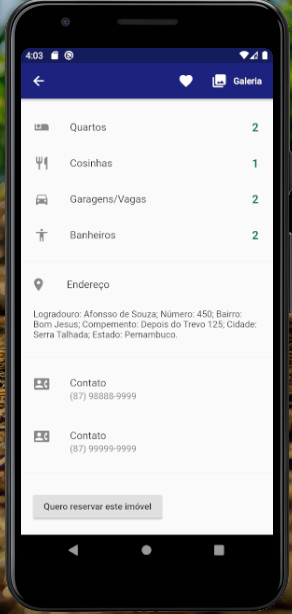 4:03
Galeria
Quartos 2
Cosinhas 1
Garagens/Vagas 2
Banheiros 2
Endereço
Logradouro: Afonsso de Souza; Número: 450; Bairro:
Bom Jesus; Compemento: Depois do Trevo 125; Cidade:
Serra Talhada; Estado: Pernambuco.
Contato
(87) 98888-9999
Contato
(87) 99999-9999
Quero reservar este imóvel